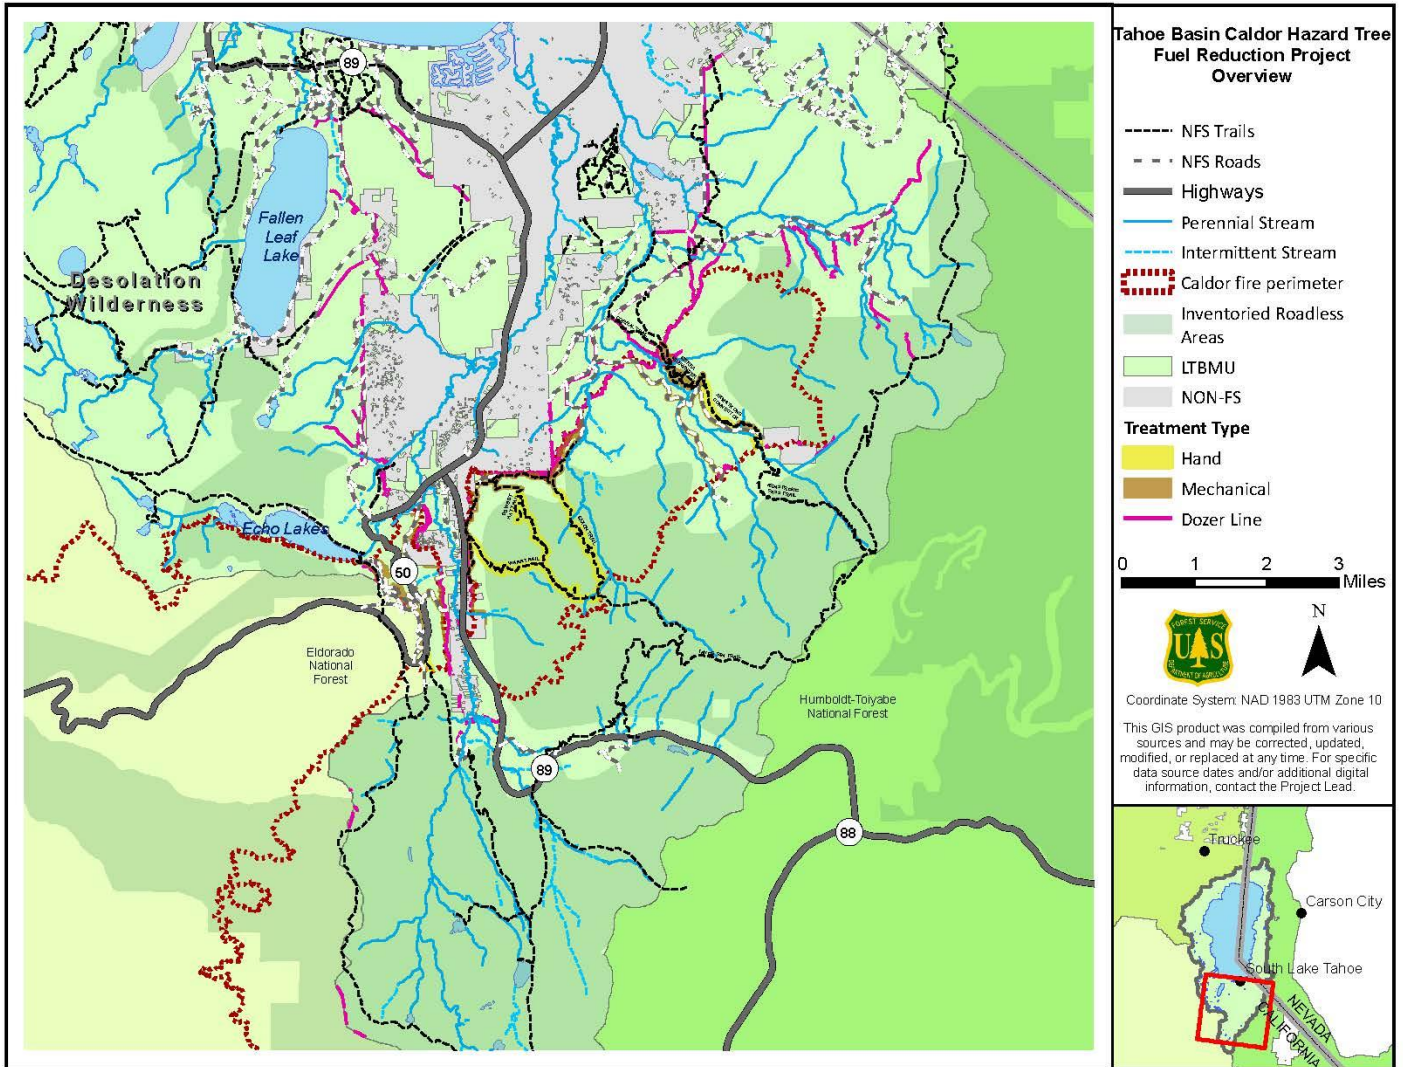 Tahoe Basin Caldor Hazard Tree
Fuel Reduction Project
Overview
NFS Trails
NFS Roads
Highways
Perennial Stream
Intermittent Stream
Caldor fire perimeter
Inventoried Roadless
Areas
LTBMU
NON-FS
Treatment Type
Hand
Mechanical
Dozer Line
0 1 2 3
Miles
FOREST SERVICE
U S
DEPARTMENT OF AGRICULTURE
N
Coordinate System: NAD 1983 UTM Zone 10
This GIS product was compiled from various
sources and may be corrected, updated,
modified, or replaced at any time. For specific
data source dates and/or additional digital
information, contact the Project Lead.
Truckee
Carson City
South Lake Tahoe
NEVADA
CALIFORNIA
89
Fallen
Leaf
Lake
Desolation
Wilderness
Echo Lakes
50
Eldorado
National
Forest
Humboldt-Toiyabe
National Forest
89
88